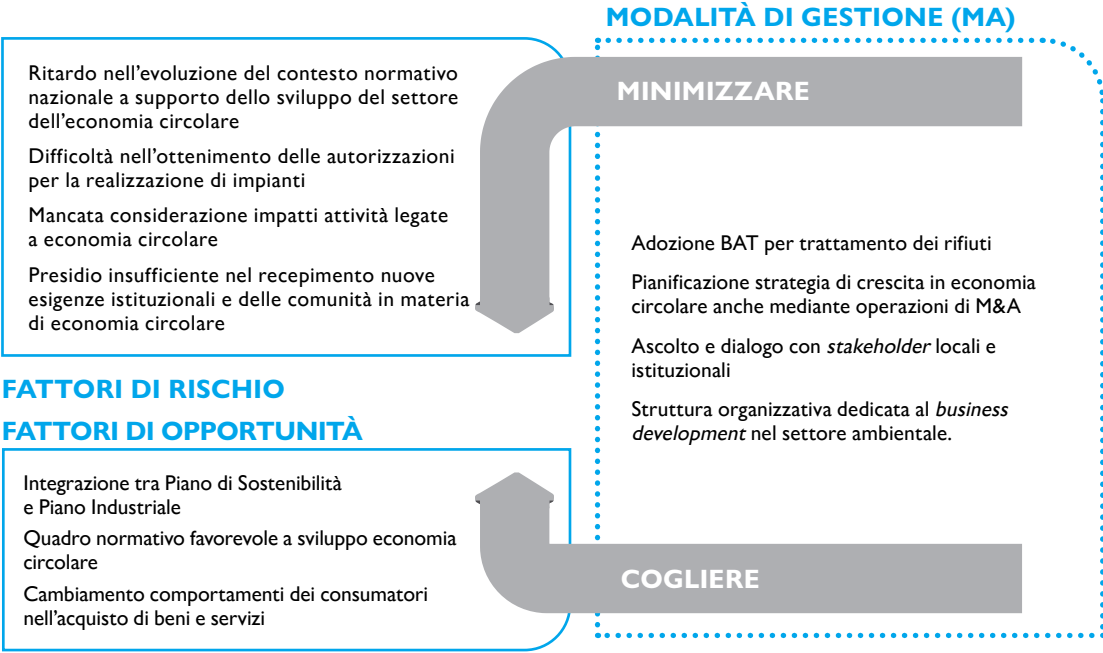 MODALITÀ DI GESTIONE (MA)
Ritardo nell’evoluzione del contesto normativo
nazionale a supporto dello sviluppo del settore
dell’economia circolare
Difficoltà nell’ottenimento delle autorizzazioni
per la realizzazione di impianti
Mancata considerazione impatti attività legate
a economia circolare
Presidio insufficiente nel recepimento nuove
esigenze istituzionali e delle comunità in materia
di economia circolare
FATTORI DI RISCHIO
FATTORI DI OPPORTUNITÀ
Integrazione tra Piano di Sostenibilità
e Piano Industriale
Quadro normativo favorevole a sviluppo economia
circolare
Cambiamento comportamenti dei consumatori
nell’acquisto di beni e servizi
MINIMIZZARE
Adozione BAT per trattamento dei rifiuti
Pianificazione strategia di crescita in economia
circolare anche mediante operazioni di M&A
Ascolto e dialogo con stakeholder locali e
istituzionali
Struttura organizzativa dedicata al business
development nel settore ambientale.
COGLIERE